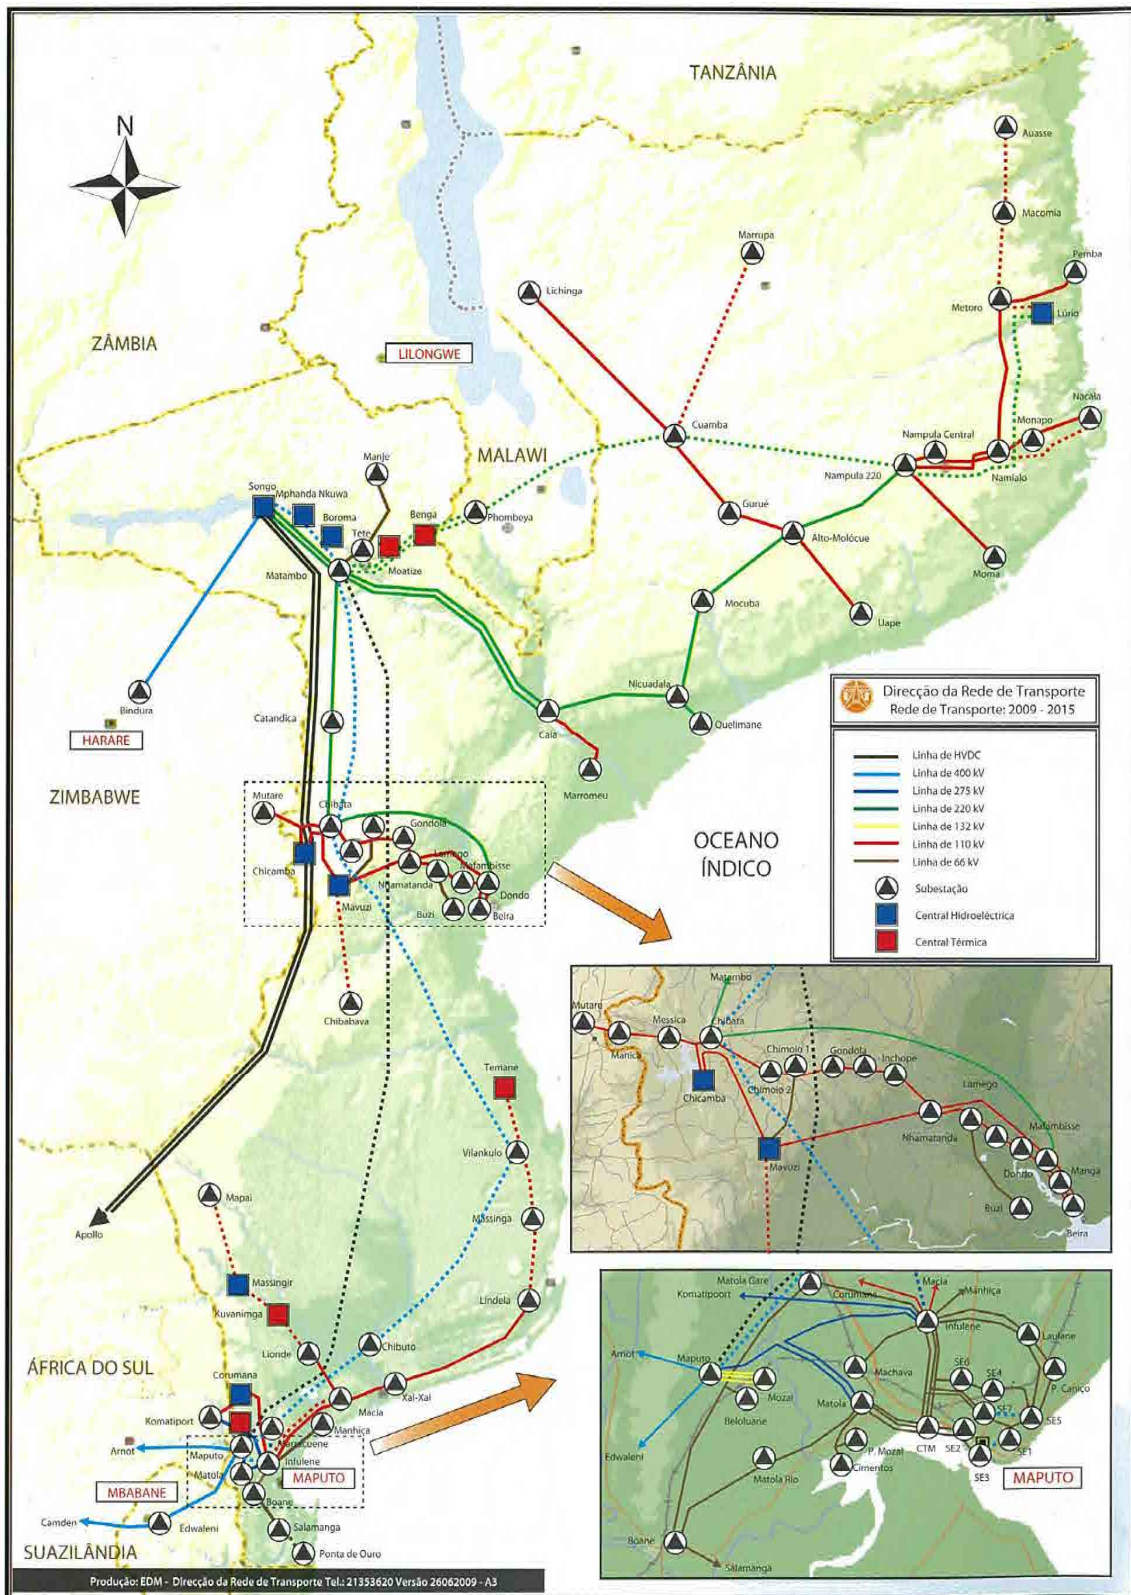 TANZÂNIA
N
Auasse
Macomia
Marrupa
Pemba
Lichinga
Metoro
Lúrio
ZÂMBIA
LILONGWE
Nacala
Monapo
Cuamba
Nampula Central
MALAWI
Manje
Nampula 220
Namialo
Songo
Mphanda Nkuwa
Boroma
Benga
Phombeya
Gurué
Tete
Alto-Molócue
Matambo
Moatize
Moma
Mocuba
Uape
Nicuadala
Bindura
Catandica
Caia
Quelimane
HARARE
Marromeu
ZIMBABWE
Mutare
Chibata
Gondola
OCEANO
ÍNDICO
Chicamba
Lamego
Mafambisse
Nhamatanda
Dondo
Mavuzi
Buzi
Beira
Chibabava
Temane
Vilankulo
Mapai
Massinga
Apollo
Massingir
Lindela
Kuvanimga
Lionde
Chibuto
ÁFRICA DO SUL
Corumana
Xai-Xai
Macia
Komatiport
Manhiça
Marracuene
Arnot
Maputo
Infulene
Matola
MAPUTO
MBABANE
Boane
Camden
Edwaleni
Salamanga
SUAZILÂNDIA
Ponta de Ouro
Produção: EDM - Direcção da Rede de Transporte Tel.: 21353620 Versão 26062009 - A3
Direcção da Rede de Transporte
Rede de Transporte: 2009 - 2015
Linha de HVDC
Linha de 400 kV
Linha de 275 kV
Linha de 220 kV
Linha de 132 kV
Linha de 110 kV
Linha de 66 kV
Subestação
Central Hidroeléctrica
Central Térmica
Matambo
Mutare
Messica
Chibata
Manica
Chimoio 1
Gondola
Inchope
Chicamba
Chimoio 2
Lamego
Mafambisse
Nhamatanda
Mavuzi
Dondo
Manga
Buzi
Beira
Matola Gare
Corumana
Macia
Manhiça
Komatipoort
Infulene
Laulane
Arnot
Maputo
Machava
SE6
SE4
P. Caniço
Mozal
Beloluane
Matola
SE7
SE5
Edwaleni
P. Mozal
CTM
SE2
SE1
Matola Rio
Cimentos
SE3
MAPUTO
Boane
Salamanga